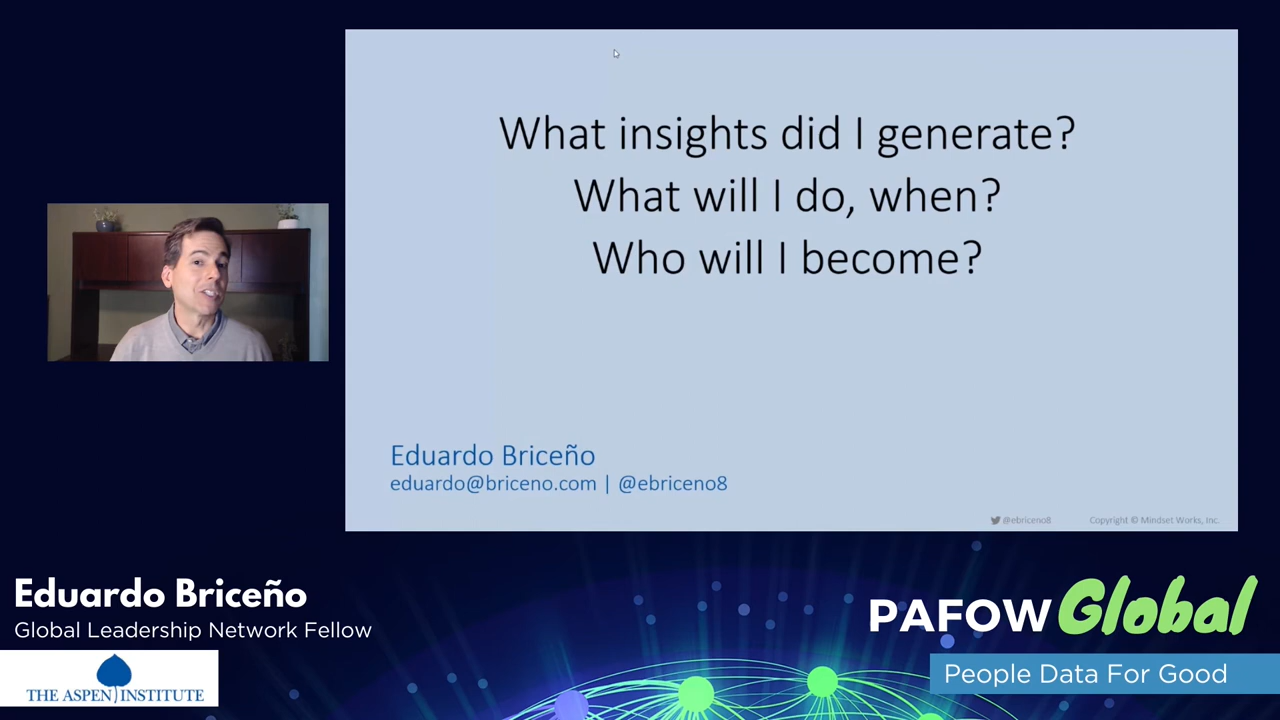 What insights did I generate?
What will I do, when?
Who will I become?
Eduardo Briceño
eduardo@briceno.com | @ebriceno8
@ebriceno8
Copyright © Mindset Works, Inc.
Eduardo Briceño
Global Leadership Network Fellow
THE ASPEN INSTITUTE
PAFOW Global
People Data For Good